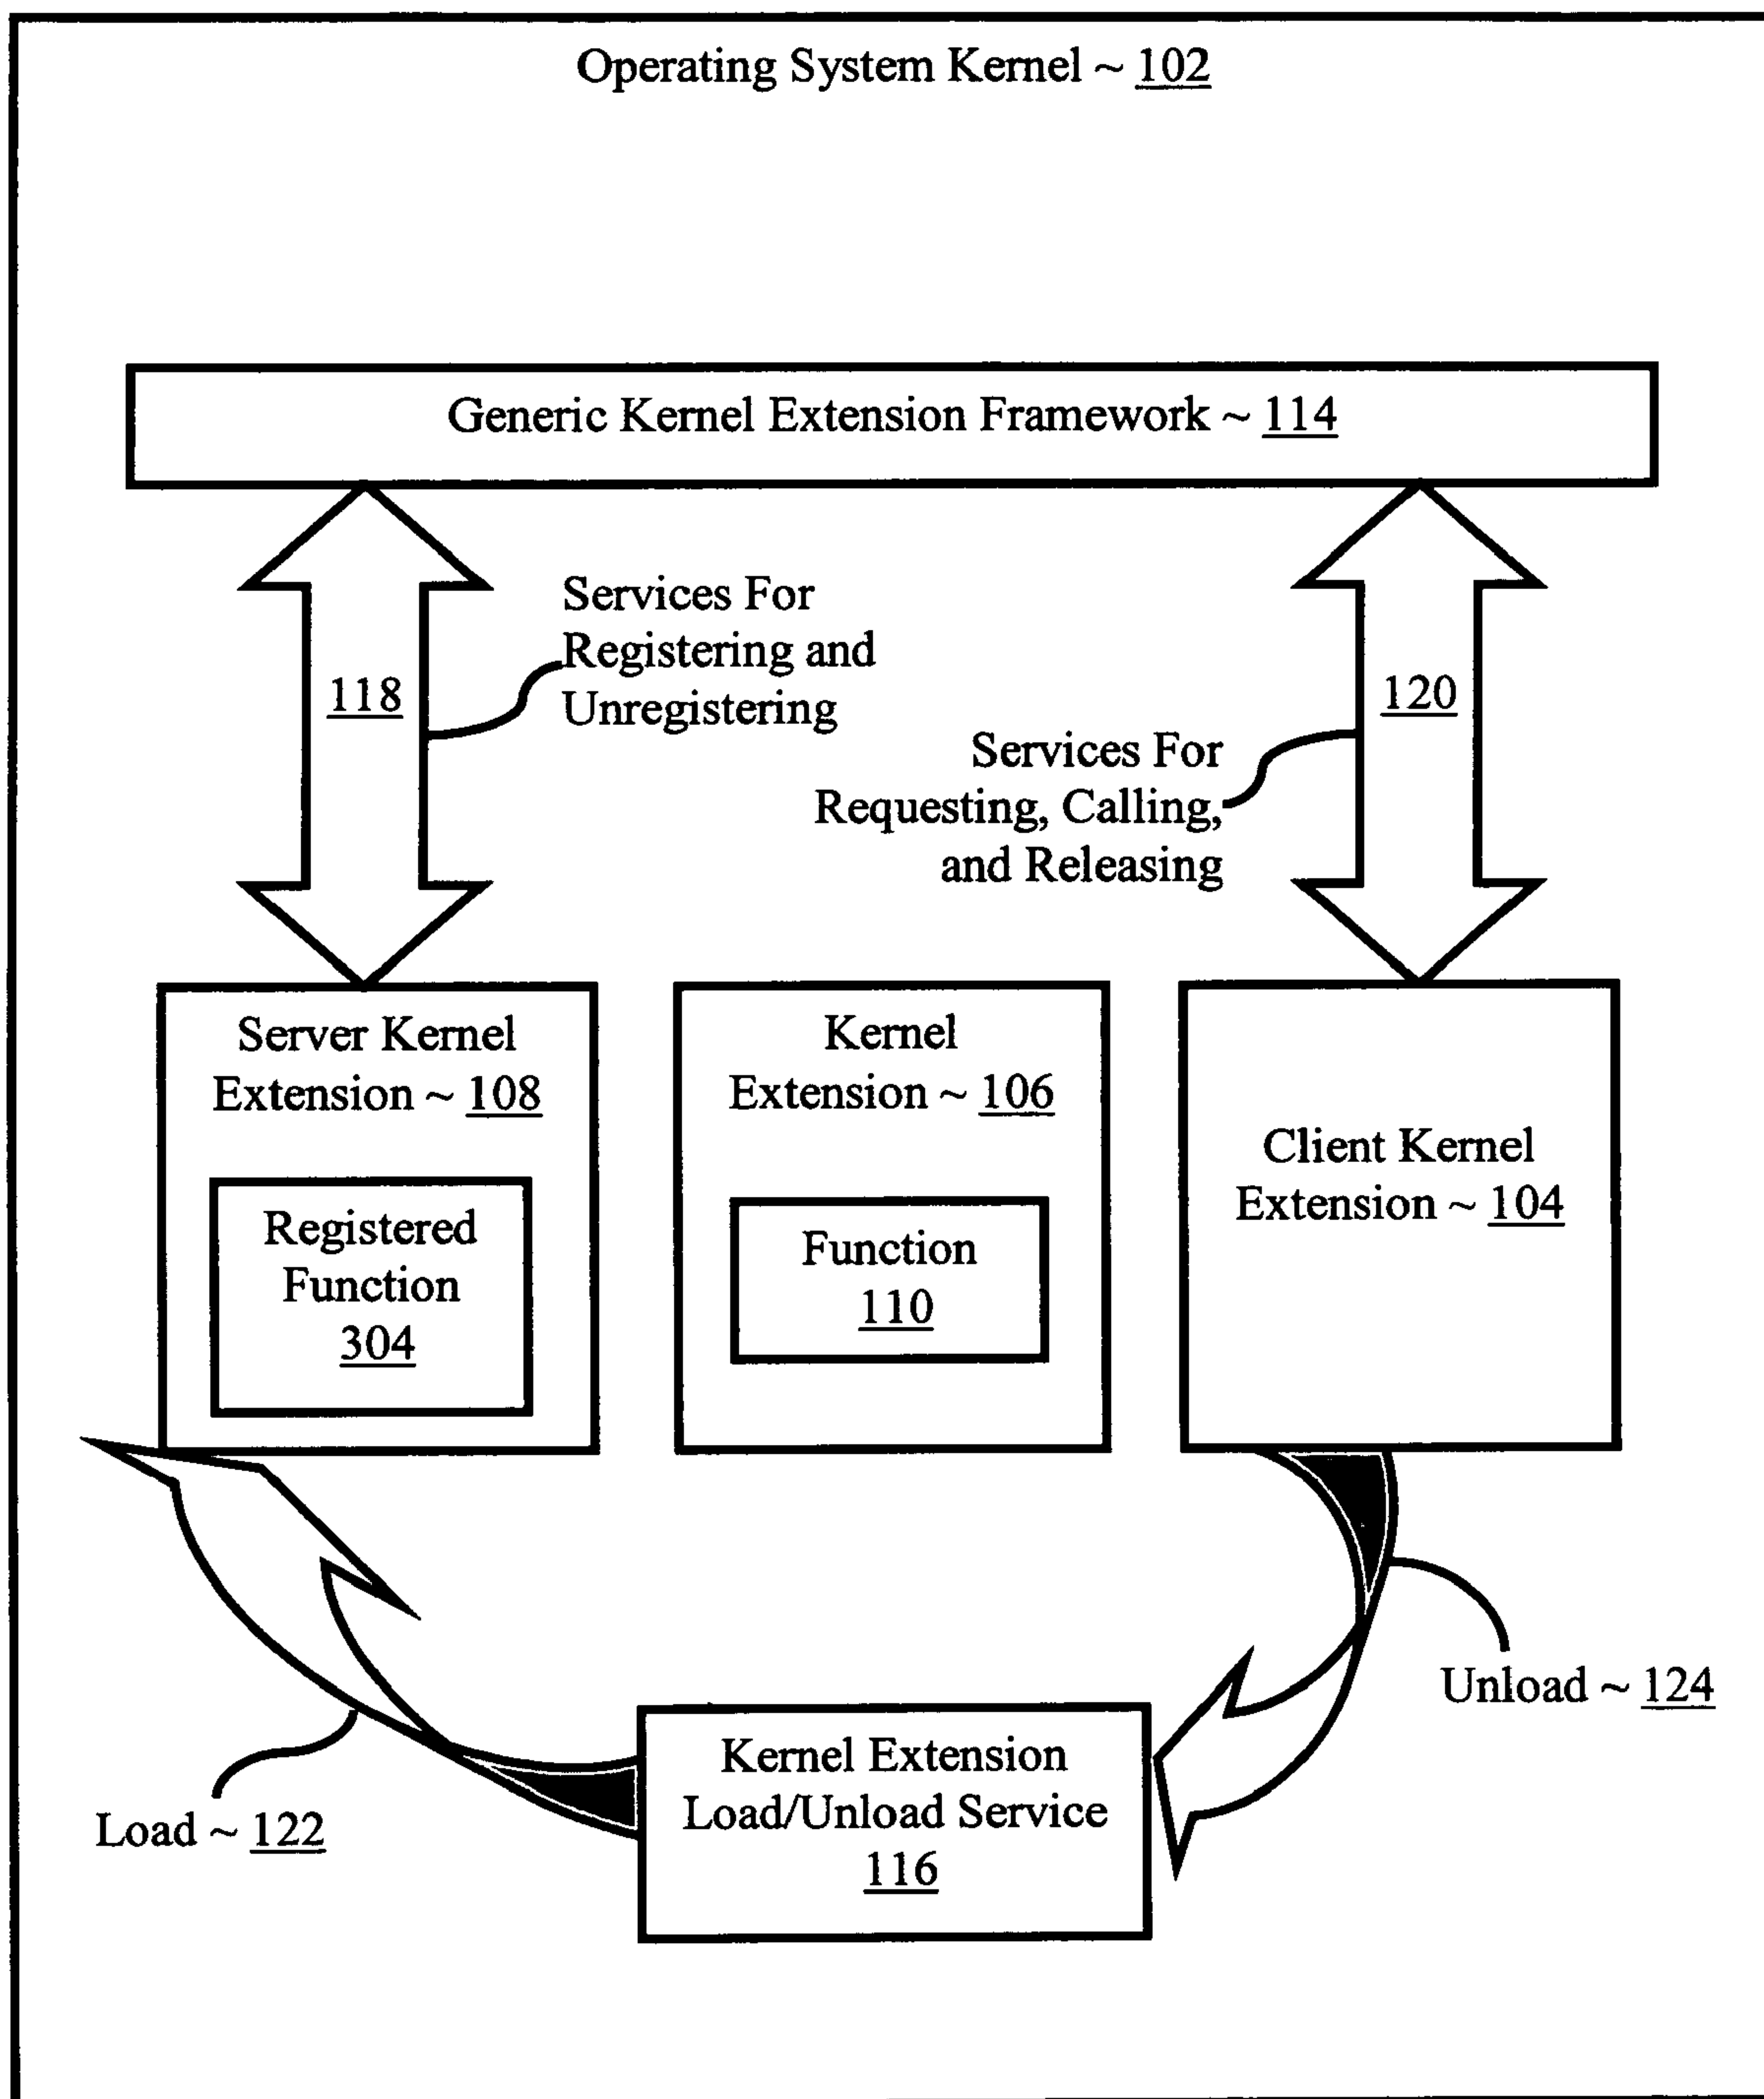 Operating System Kernel ~ 102
Generic Kernel Extension Framework ~ 114
118
Services For
Registering and
Unregistering
120
Services For
Requesting, Calling,
and Releasing
Server Kernel
Extension ~ 108
Registered
Function
304
Kernel
Extension ~ 106
Function
110
Client Kernel
Extension ~ 104
Unload ~ 124
Load ~ 122
Kernel Extension
Load/Unload Service
116